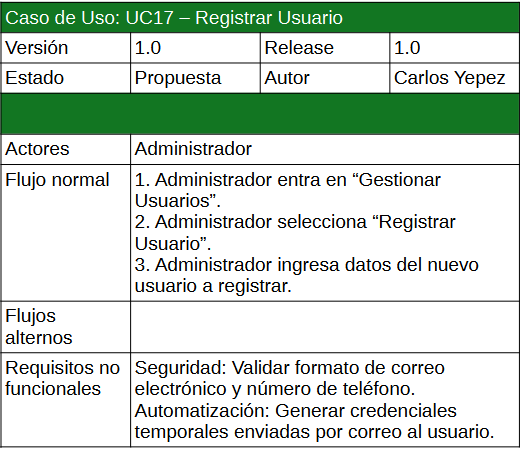 Caso de Uso: UC17 – Registrar Usuario
Versión 1.0 Release 1.0
Estado Propuesta Autor Carlos Yepez
Actores Administrador
Flujo normal 1. Administrador entra en “Gestionar
Usuarios”.
2. Administrador selecciona “Registrar
Usuario”.
3. Administrador ingresa datos del nuevo
usuario a registrar.
Flujos
alternos
Requisitos no Seguridad: Validar formato de correo
funcionales electrónico y número de teléfono.
Automatización: Generar credenciales
temporales enviadas por correo al usuario.